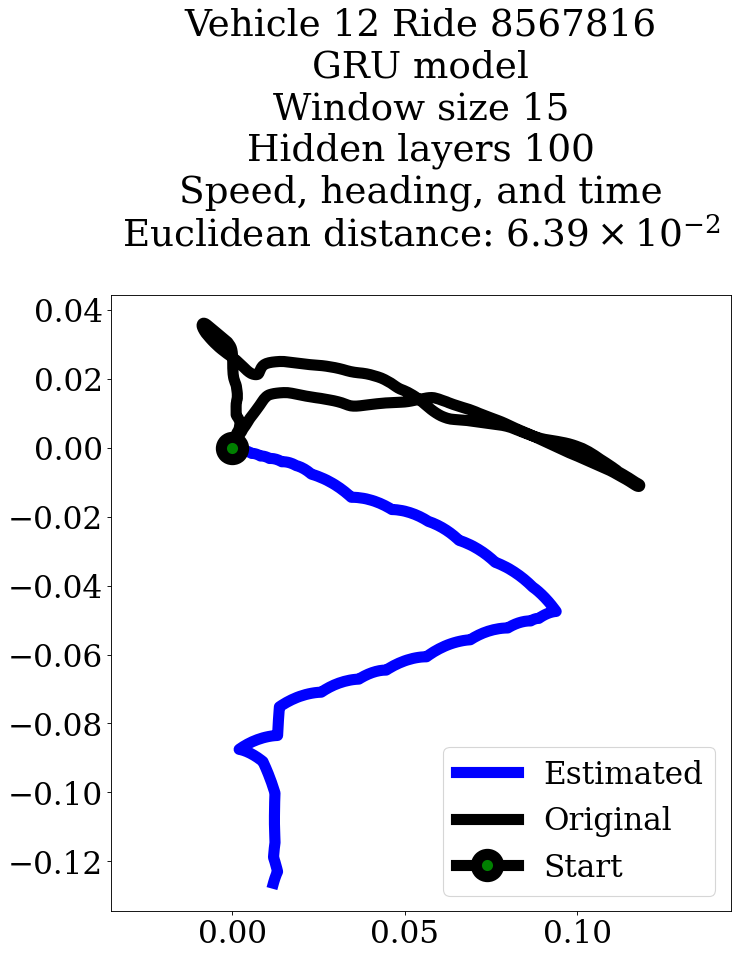 Vehicle 12 Ride 8567816
GRU model
Window size 15
Hidden layers 100
Speed, heading, and time
Euclidean distance: 6.39 × 10⁻²
0.04
0.02
0.00
−0.02
−0.04
−0.06
−0.08
−0.10
−0.12
Estimated
Original
Start
0.00 0.05 0.10